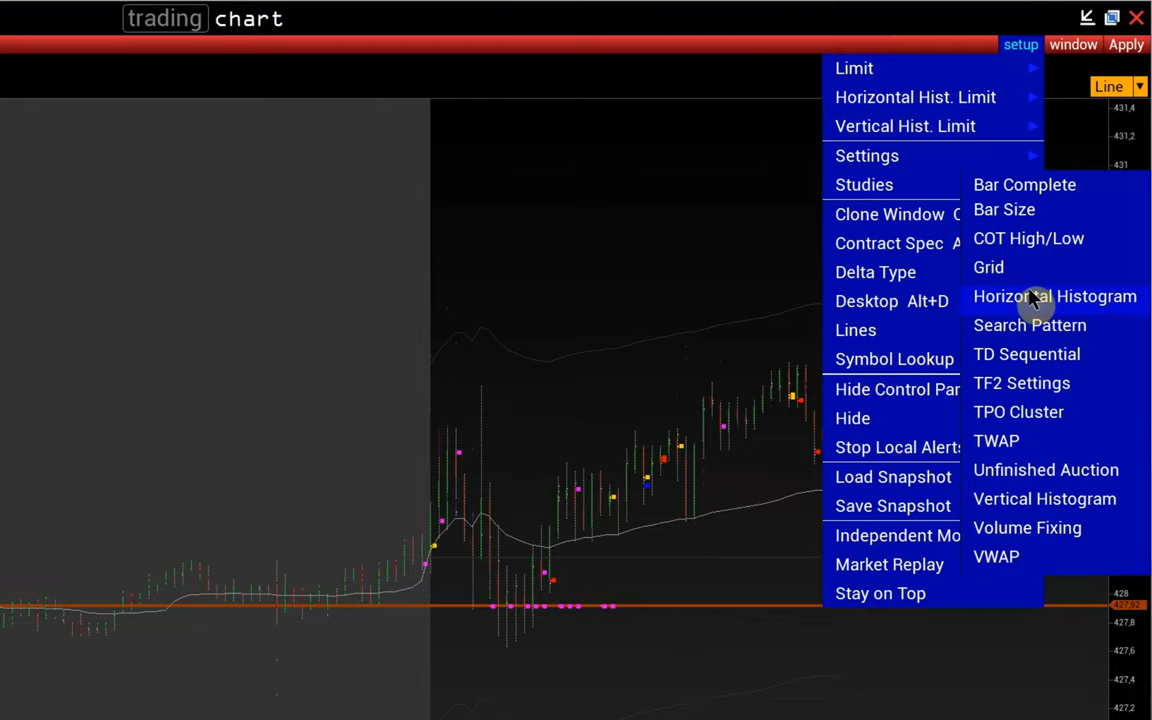 trading chart
setup window Apply
Limit
Line
Horizontal Hist. Limit
431,4
Vertical Hist. Limit
431,2
Settings
431
Studies
Bar Complete
Bar Size
Clone Window
COT High/Low
Contract Spec A
Grid
Delta Type
Horizontal Histogram
Desktop Alt+D
Search Pattern
Lines
TD Sequential
Symbol Lookup
TF2 Settings
Hide Control Par
TPO Cluster
Hide
TWAP
Stop Local Alerts
Unfinished Auction
Load Snapshot
Vertical Histogram
Save Snapshot
Volume Fixing
Independent Mo
VWAP
Market Replay
Stay on Top
428
427,92
427,8
427,6
427,4
427,2